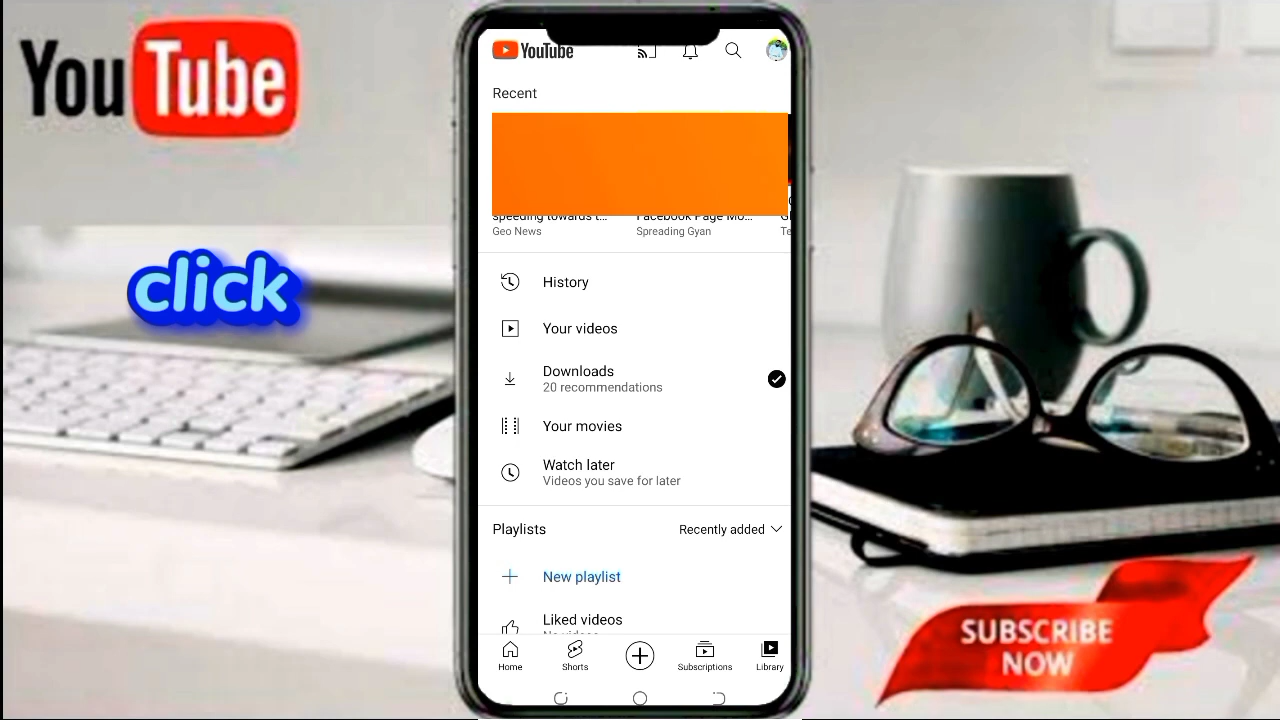 YouTube
click
YouTube
Recent
speeding towards t...
Geo News
Facebook Page Mo...
Spreading Gyan
History
Your videos
Downloads
20 recommendations
Your movies
Watch later
Videos you save for later
Playlists
Recently added
New playlist
Liked videos
Home
Shorts
Subscriptions
Library
SUBSCRIBE
NOW